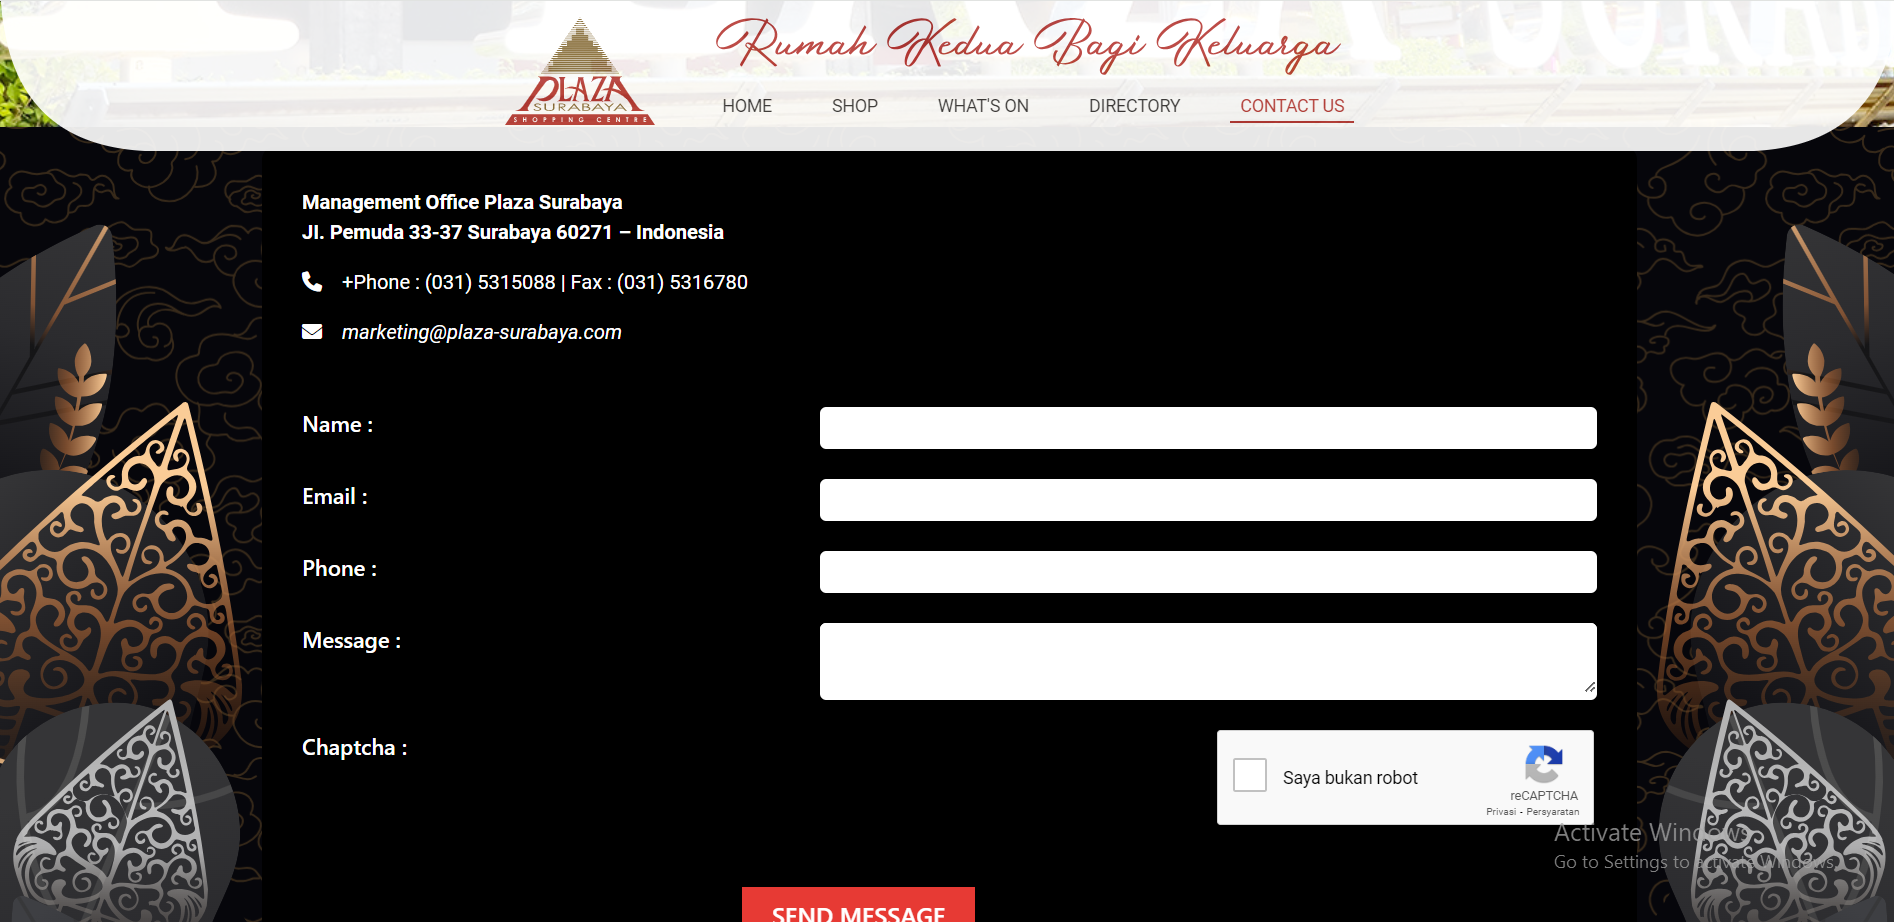 Rumah Kedua Bagi Keluarga
PLAZA
SURABAYA
SHOPPING CENTRE
HOME SHOP WHAT'S ON DIRECTORY CONTACT US
Management Office Plaza Surabaya
Jl. Pemuda 33-37 Surabaya 60271 – Indonesia
+Phone : (031) 5315088 | Fax : (031) 5316780
marketing@plaza-surabaya.com
Name :
Email :
Phone :
Message :
Chaptcha :
Saya bukan robot
reCAPTCHA
Privasi - Persyaratan
Activate Windows
Go to Settings to activate Windows.
SEND MESSAGE